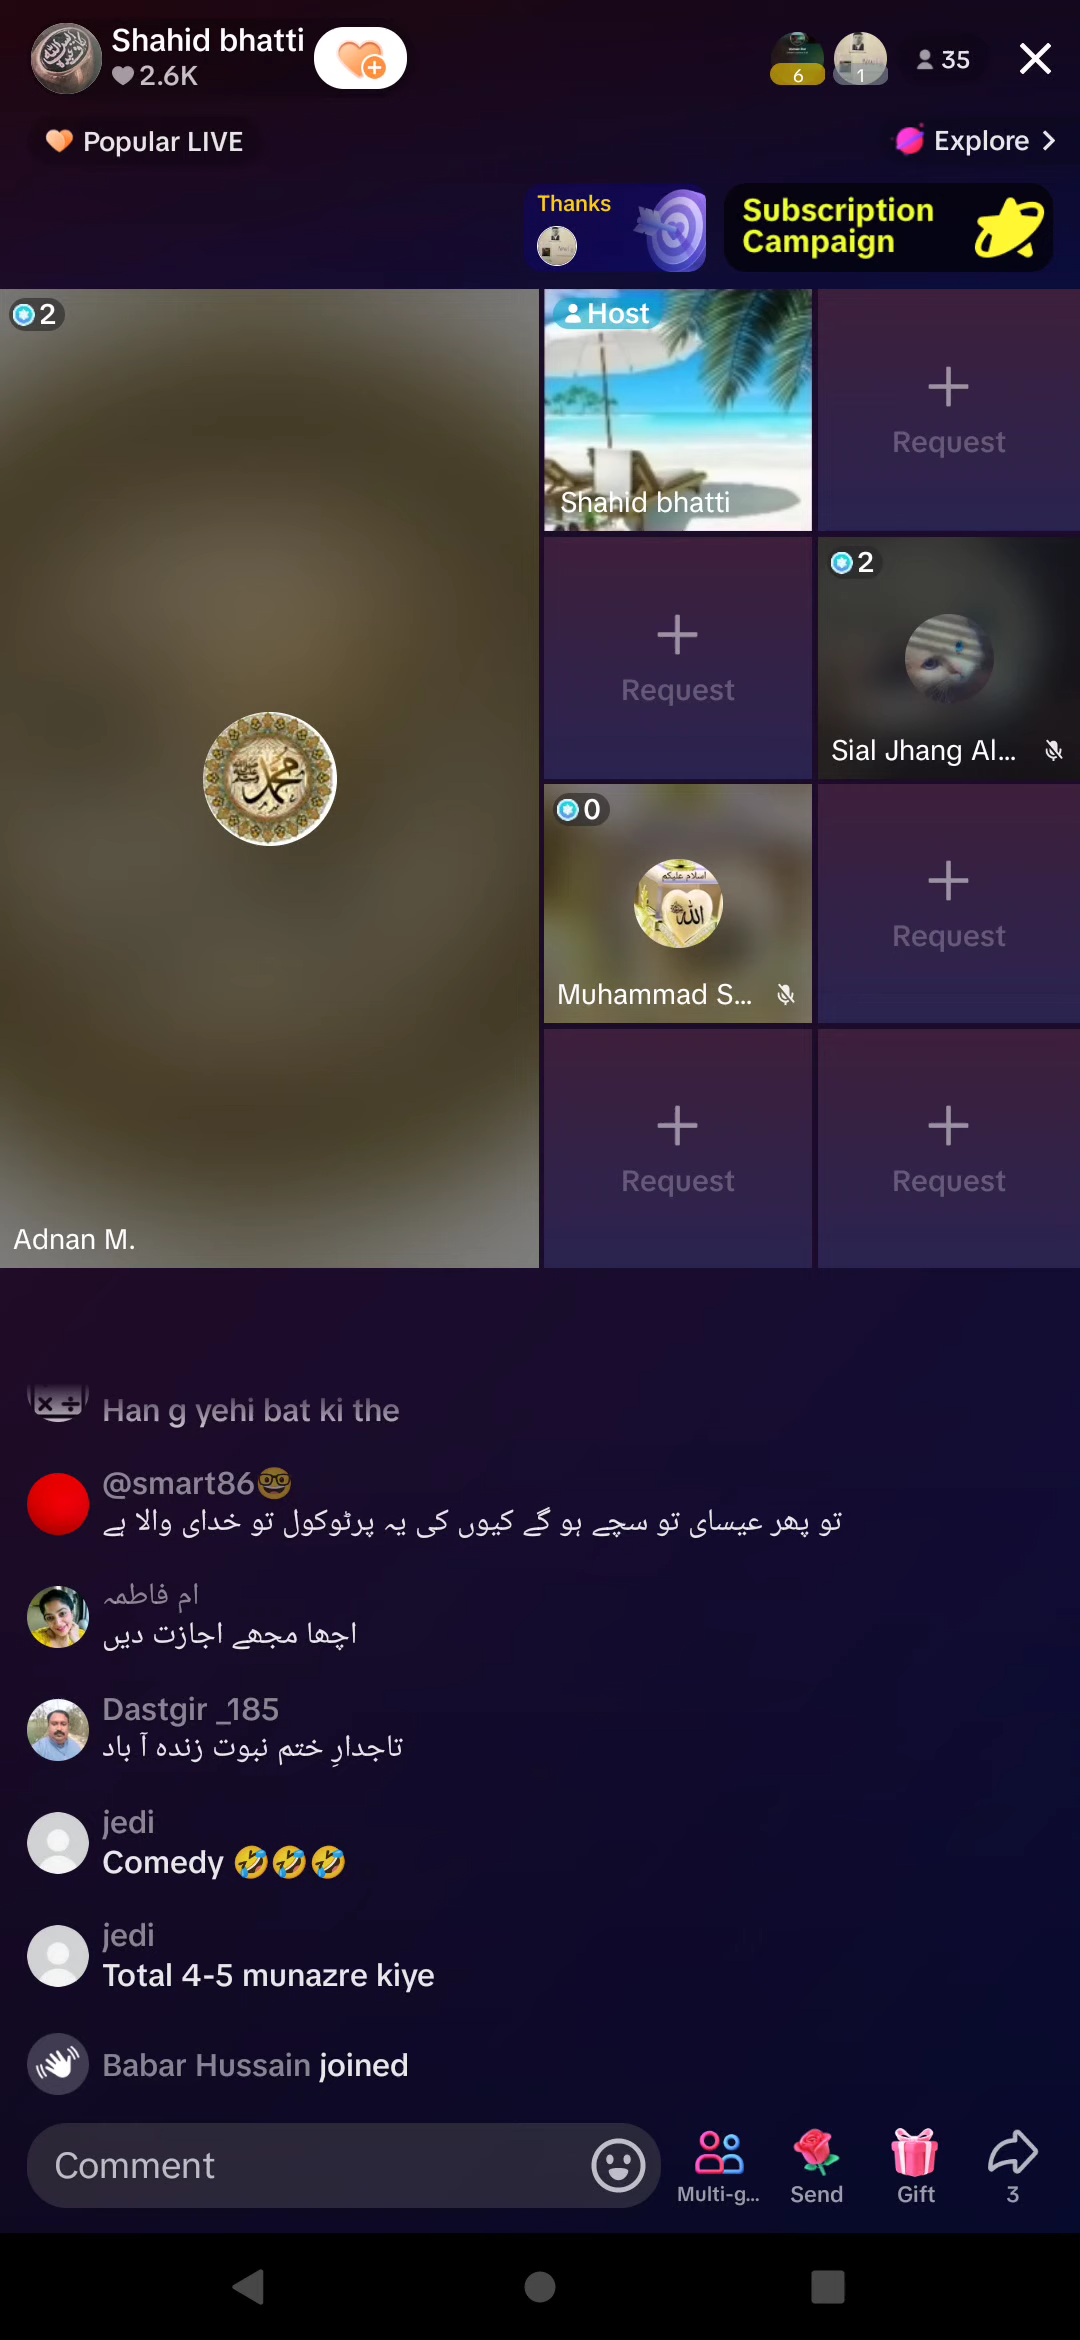 Shahid bhatti
2.6K
6
1
35
Popular LIVE
Explore
Thanks
Subscription
Campaign
2
Host
Shahid bhatti
Request
Request
2
Sial Jhang Al...
محمد
اسلام علیکم
الله
0
Muhammad S...
Request
Request
Request
Adnan M.
Han g yehi bat ki the
@smart86🤓
تو پھر عیسای تو سچے ہو گے کیوں کی یہ پرٹوکول تو خدای والا ہے
ام فاطمہ
اچھا مجھے اجازت دیں
Dastgir _185
تاجدارِ ختم نبوت زندہ آ باد
jedi
Comedy 🤣🤣🤣
jedi
Total 4-5 munazre kiye
Babar Hussain joined
Comment
Multi-g...
Send
Gift
3